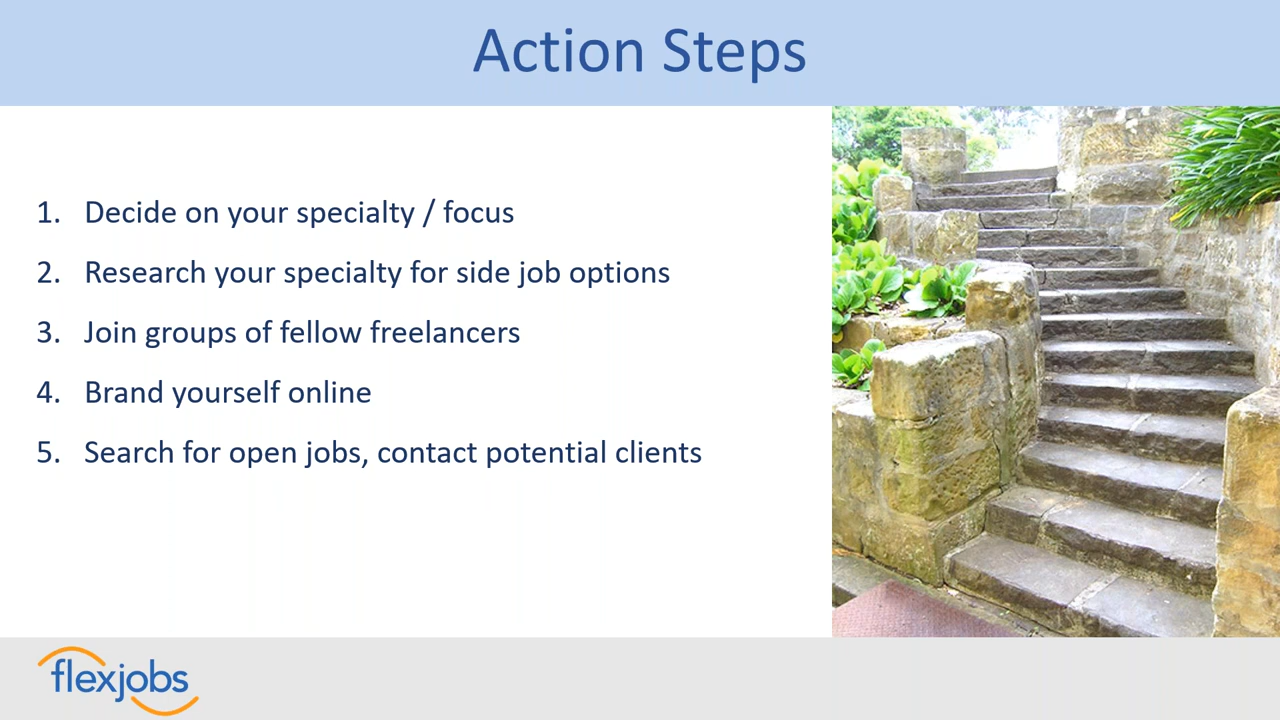 Action Steps
1. Decide on your specialty / focus
2. Research your specialty for side job options
3. Join groups of fellow freelancers
4. Brand yourself online
5. Search for open jobs, contact potential clients
flexjobs